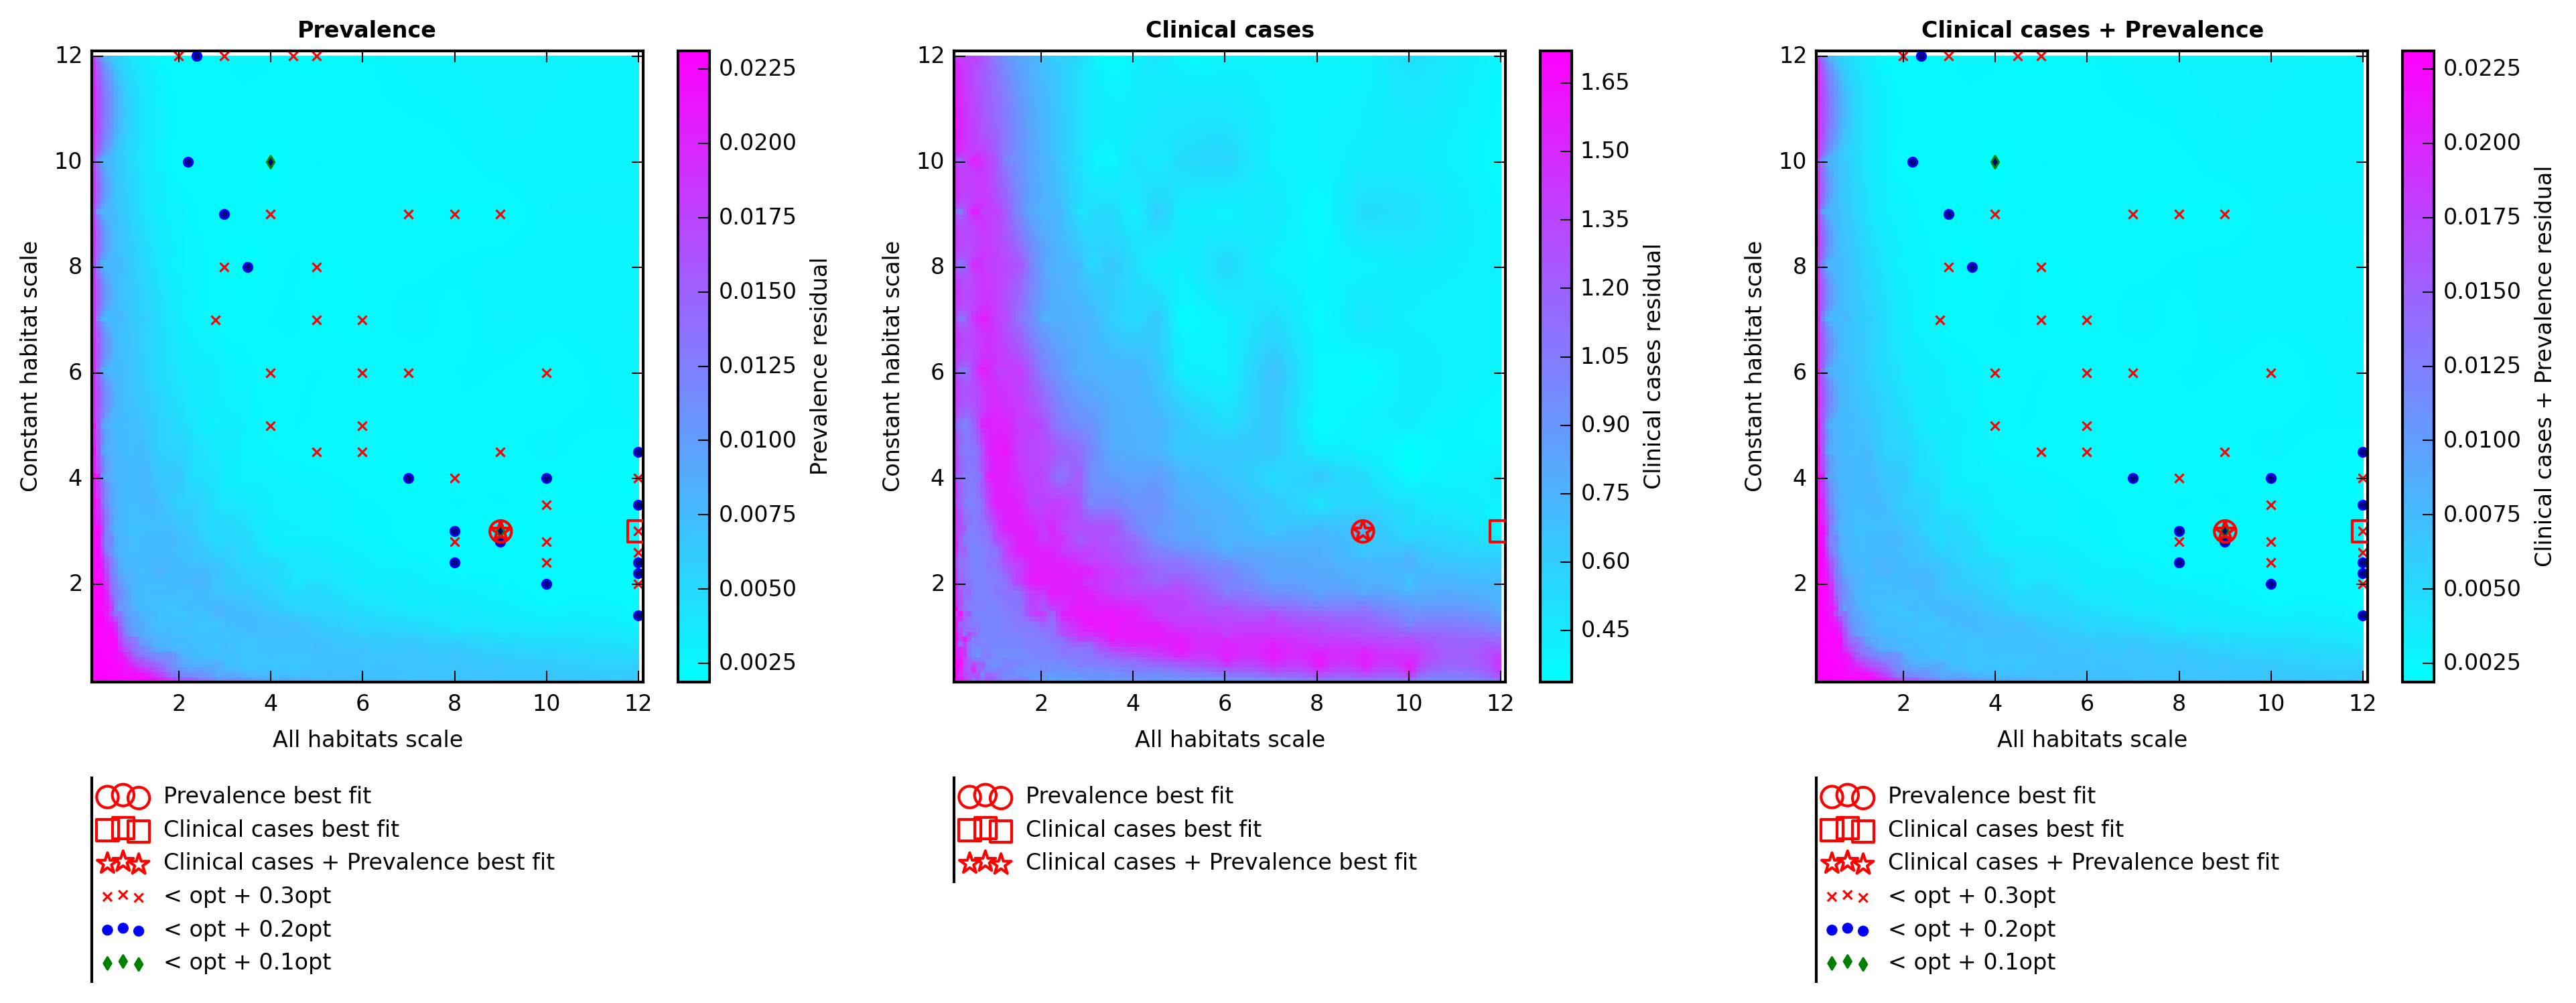 Prevalence
12
10
8
6
4
2
Constant habitat scale
2 4 6 8 10 12
All habitats scale
0.0225
0.0200
0.0175
0.0150
0.0125
0.0100
0.0075
0.0050
0.0025
Prevalence residual
Prevalence best fit
Clinical cases best fit
Clinical cases + Prevalence best fit
< opt + 0.3opt
< opt + 0.2opt
< opt + 0.1opt
Clinical cases
12
10
8
6
4
2
Constant habitat scale
2 4 6 8 10 12
All habitats scale
1.65
1.50
1.35
1.20
1.05
0.90
0.75
0.60
0.45
Clinical cases residual
Prevalence best fit
Clinical cases best fit
Clinical cases + Prevalence best fit
Clinical cases + Prevalence
12
10
8
6
4
2
Constant habitat scale
2 4 6 8 10 12
All habitats scale
0.0225
0.0200
0.0175
0.0150
0.0125
0.0100
0.0075
0.0050
0.0025
Clinical cases + Prevalence residual
Prevalence best fit
Clinical cases best fit
Clinical cases + Prevalence best fit
< opt + 0.3opt
< opt + 0.2opt
< opt + 0.1opt